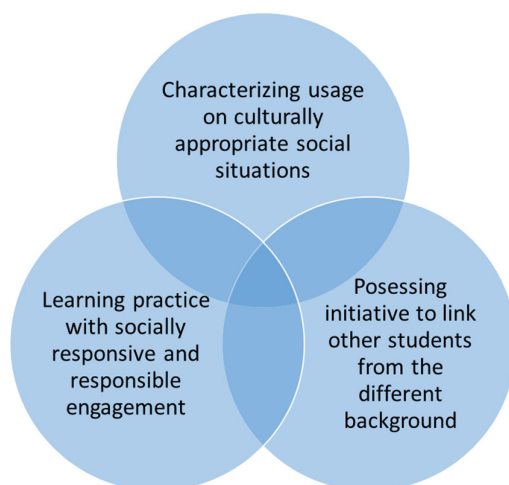 Characterizing usage
on culturally
appropriate social
situations
Learning practice
with socially
responsive and
responsible
engagement
Posessing
initiative to link
other students
from the
different
background